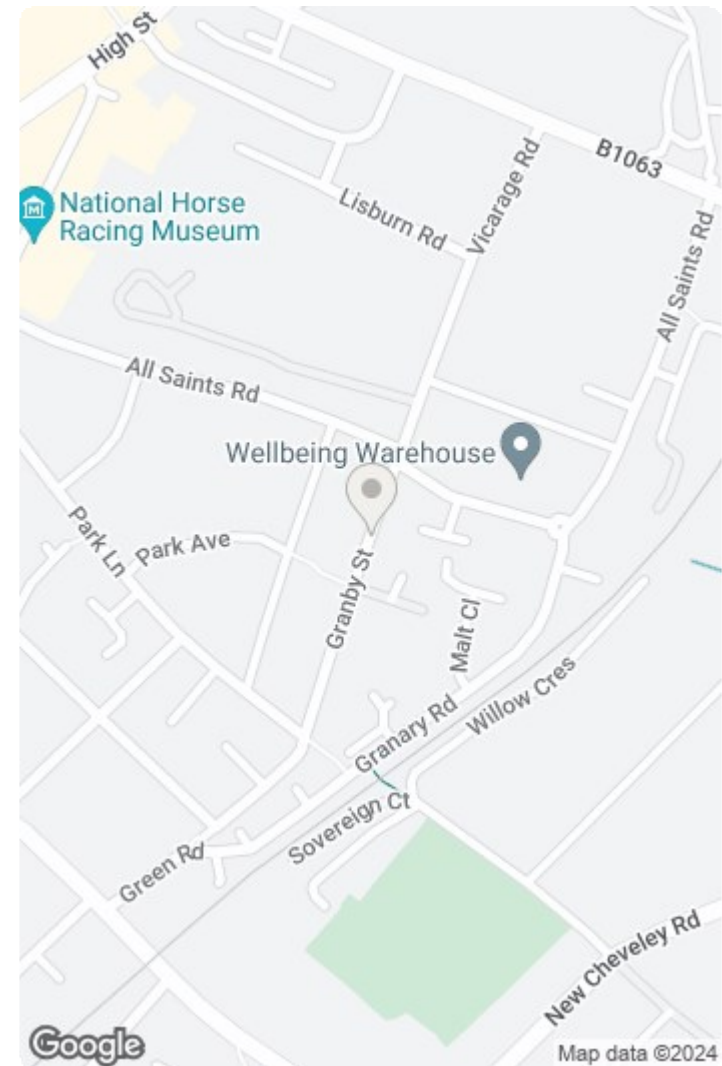 High St
B1063
Vicarage Rd
Lisburn Rd
National Horse
Racing Museum
All Saints Rd
All Saints Rd
Wellbeing Warehouse
Park Ln
Park Ave
Granby St
Malt Cl
Willow Cres
Granary Rd
Sovereign Ct
Green Rd
New Cheveley Rd
Google
Map data ©2024